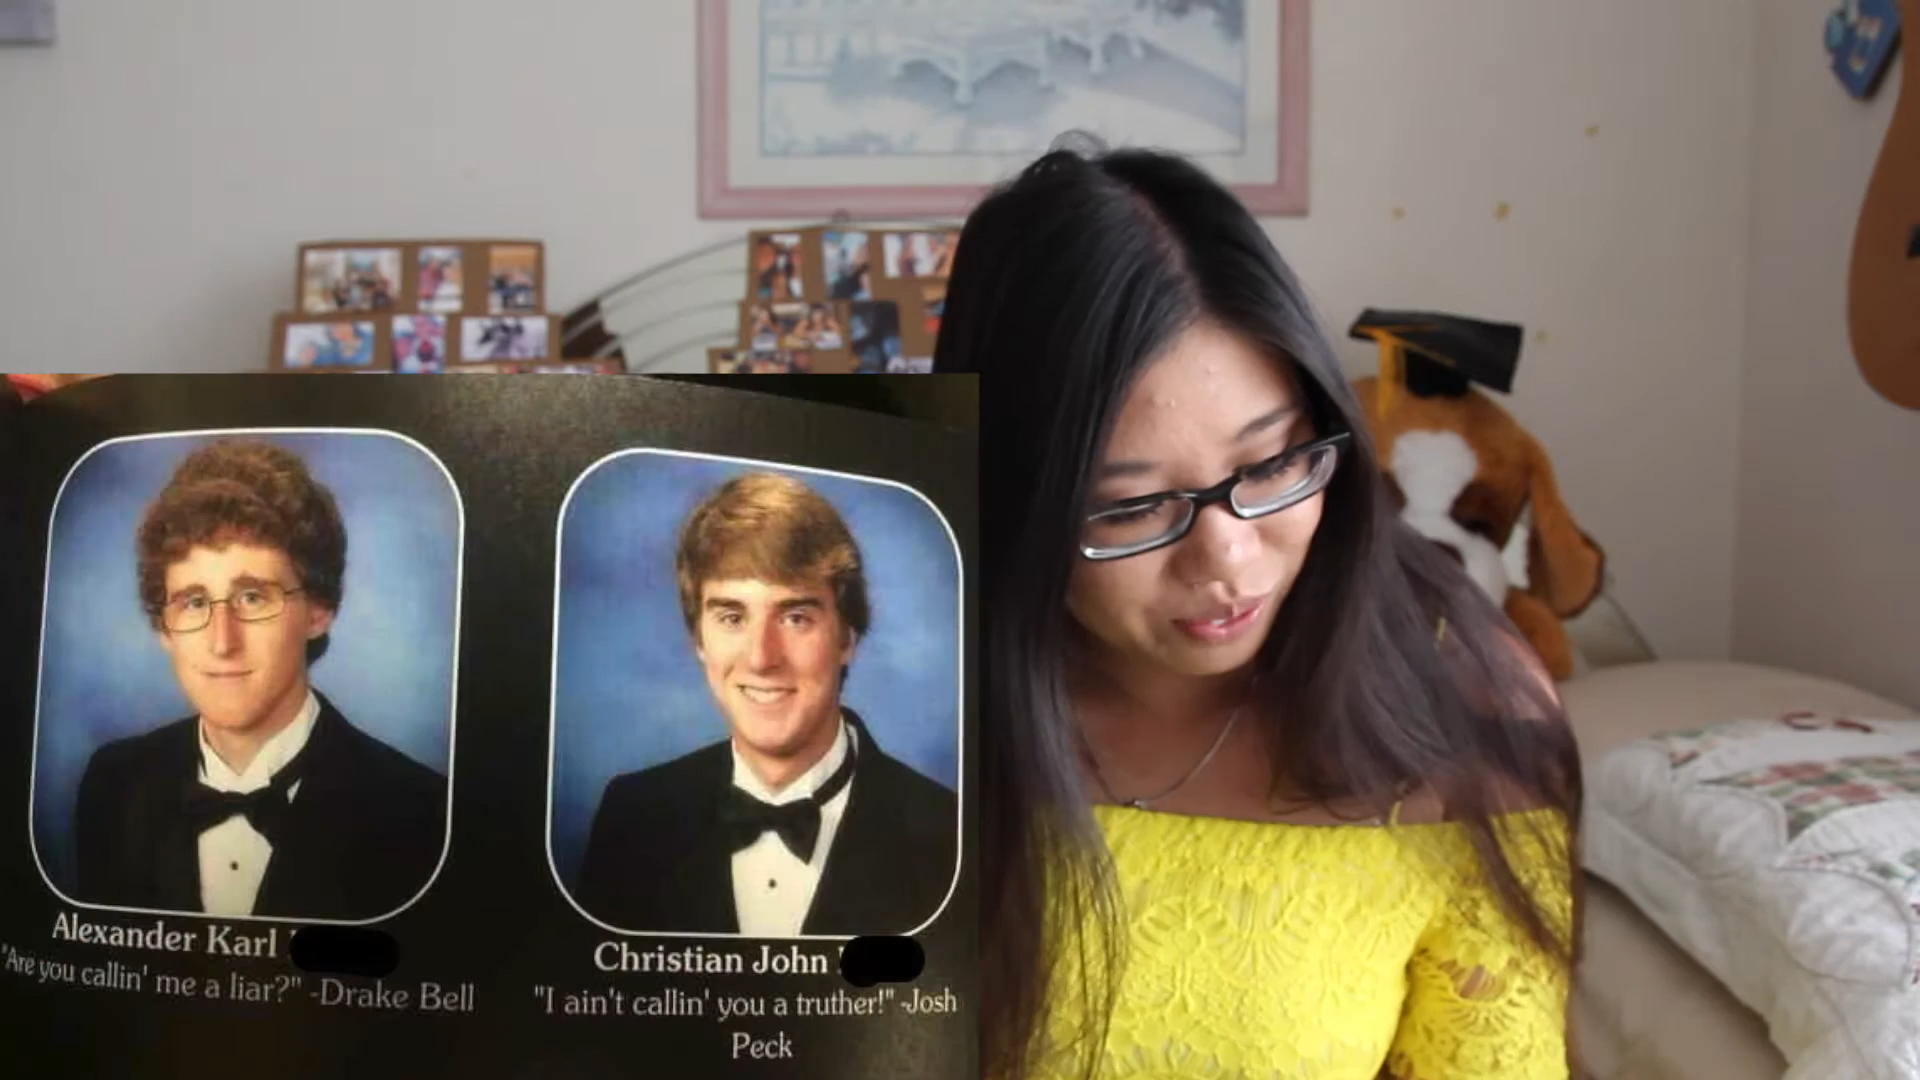 Alexander Karl
"Are you callin' me a liar?" -Drake Bell
Christian John
"I ain't callin' you a truther!" -Josh
Peck